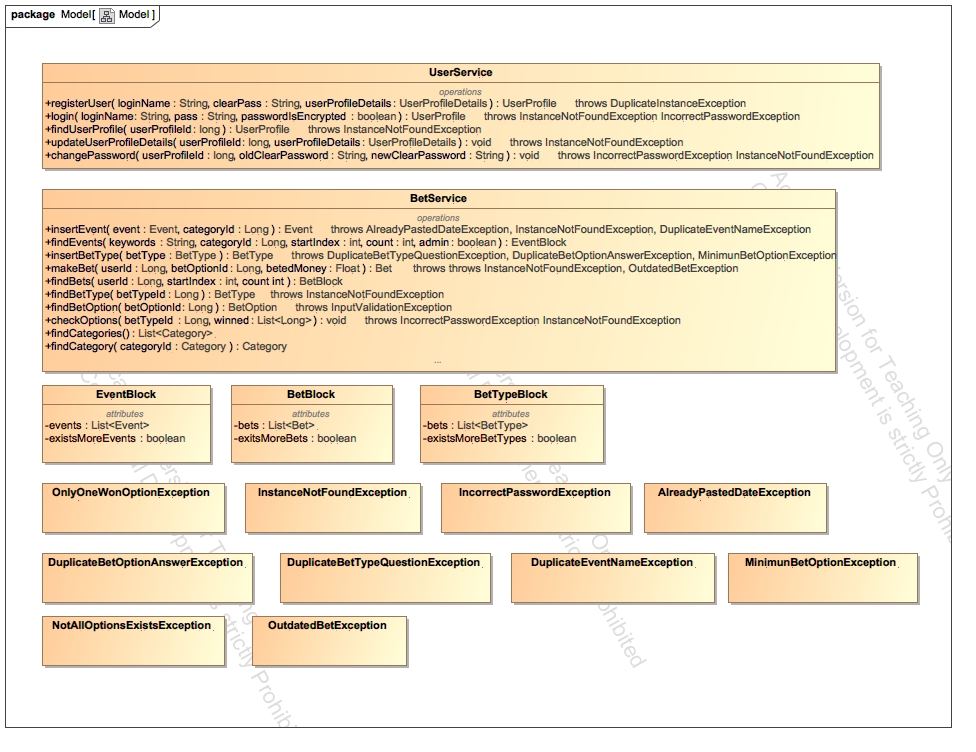 package Model[ Model ]
UserService
operations
+registerUser( loginName : String, clearPass : String, userProfileDetails : UserProfileDetails ) : UserProfile throws DuplicateInstanceException
+login( loginName: String, pass : String, passwordIsEncrypted : boolean ) : UserProfile throws InstanceNotFoundException IncorrectPasswordException
+findUserProfile( userProfileId : long ) : UserProfile throws InstanceNotFoundException
+updateUserProfileDetails( userProfileId: long, userProfileDetails : UserProfileDetails ) : void throws InstanceNotFoundException
+changePassword( userProfileId : long, oldClearPassword : String, newClearPassword : String ) : void throws IncorrectPasswordException InstanceNotFoundException
BetService
operations
+insertEvent( event : Event, categoryId : Long ) : Event throws AlreadyPastedDateException, InstanceNotFoundException, DuplicateEventNameException
+findEvents( keywords : String, categoryId : Long, startIndex : int, count : int, admin : boolean ) : EventBlock
+insertBetType( betType : BetType ) : BetType throws DuplicateBetTypeQuestionException, DuplicateBetOptionAnswerException, MinimunBetOptionException
+makeBet( userId : Long, betOptionId : Long, betedMoney : Float ) : Bet throws throws InstanceNotFoundException, OutdatedBetException
+findBets( userId : Long, startIndex : int, count int ) : BetBlock
+findBetType( betTypeId : Long ) : BetType throws InstanceNotFoundException
+findBetOption( betOptionId : Long ) : BetOption throws InputValidationException
+checkOptions( betTypeId : Long, winned : List<Long> ) : void throws IncorrectPasswordException InstanceNotFoundException
+findCategories() : List<Category>
+findCategory( categoryId : Category ) : Category
...
EventBlock
attributes
-events : List<Event>
-existsMoreEvents : boolean
BetBlock
attributes
-bets : List<Bet>
-exitsMoreBets : boolean
BetTypeBlock
attributes
-bets : List<BetType>
-existsMoreBetTypes : boolean
OnlyOneWonOptionException
InstanceNotFoundException
IncorrectPasswordException
AlreadyPastedDateException
DuplicateBetOptionAnswerException
DuplicateBetTypeQuestionException
DuplicateEventNameException
MinimunBetOptionException
NotAllOptionsExistsException
OutdatedBetException
ersion for Teaching Only
lopment is strictly Prohib